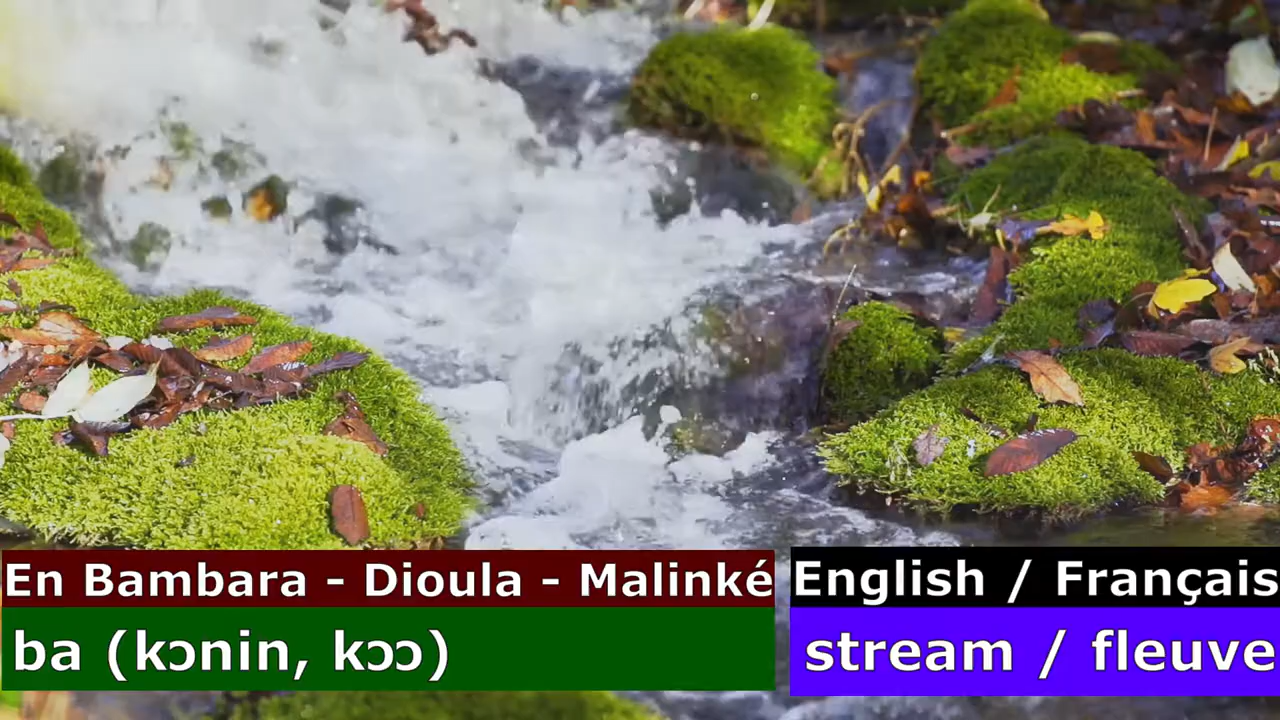 En Bambara - Dioula - Malinké
ba (kɔnin, kɔɔ)
English / Français
stream / fleuve